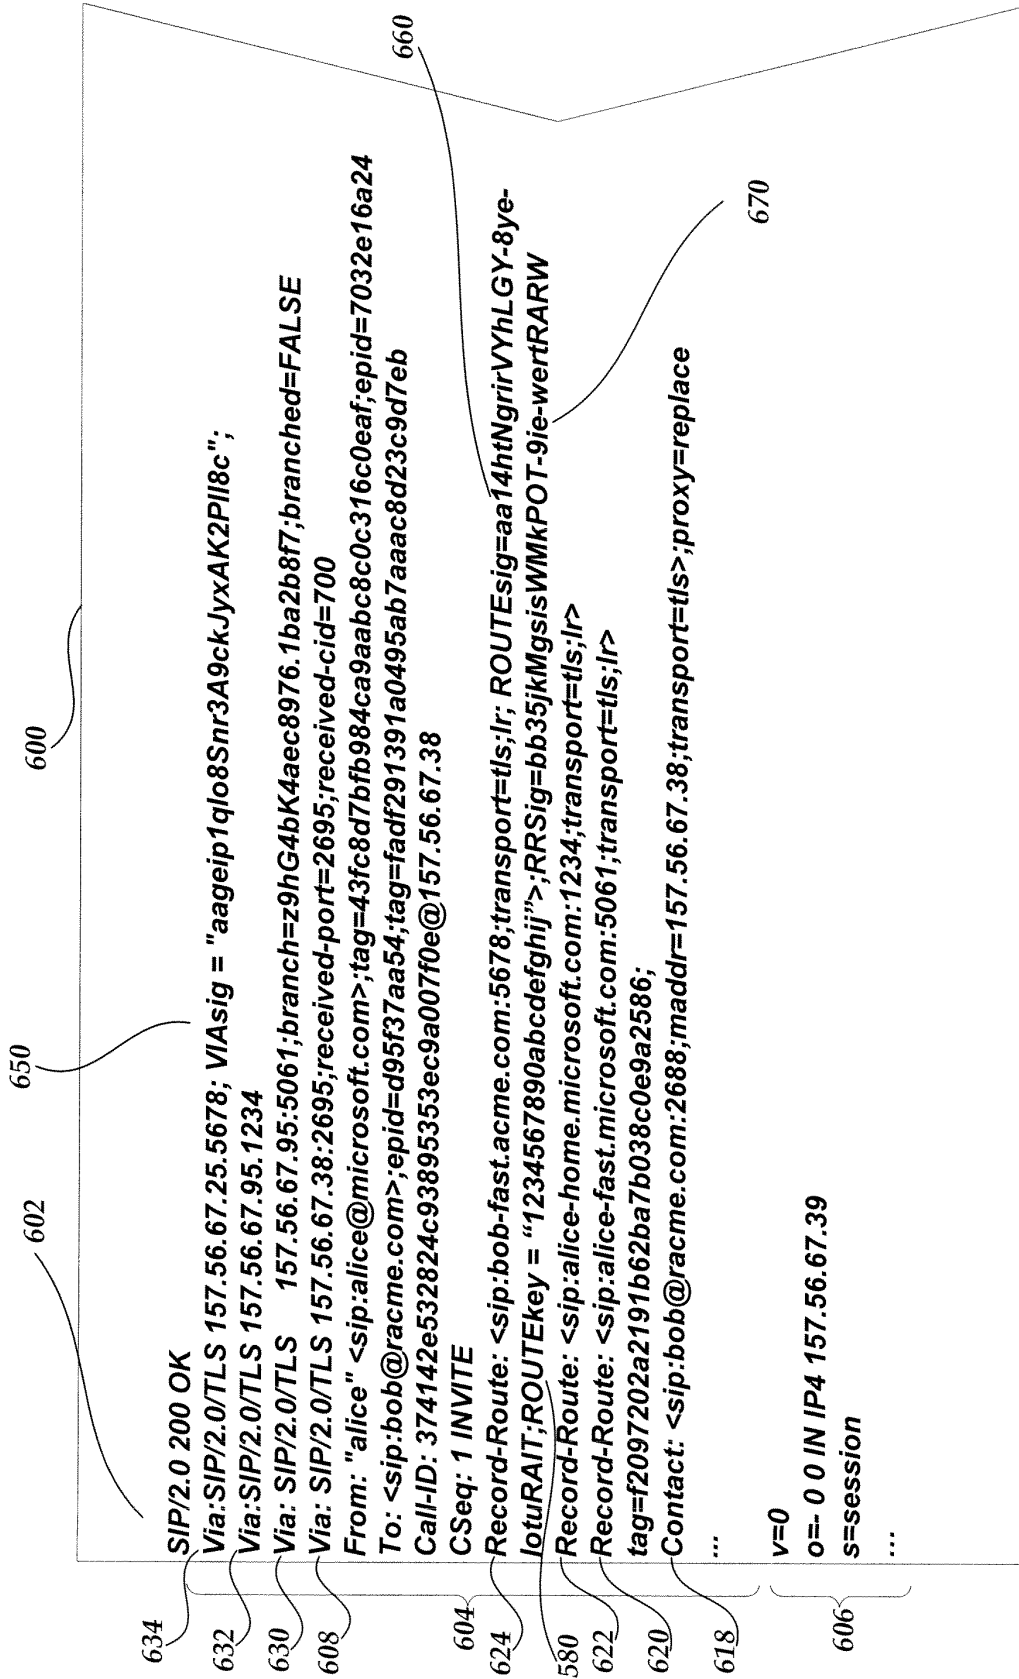 600
602
650
660
670
SIP/2.0 200 OK
Via:SIP/2.0/TLS 157.56.67.25.5678; VIAsig = "aageip1qlo8Snr3A9ckJyxAK2PIl8c";
Via:SIP/2.0/TLS 157.56.67.95.1234
Via: SIP/2.0/TLS 157.56.67.95:5061;branch=z9hG4bK4aec8976.1ba2b8f7;branched=FALSE
Via: SIP/2.0/TLS 157.56.67.38:2695;received-port=2695;received-cid=700
From: "alice" <sip:alice@microsoft.com>;tag=43fc8d7bfb984ca9aabc8c0c316c0eaf;epid=7032e16a24
To: <sip:bob@racme.com>;epid=d95f37aa54;tag=fadf291391a0495ab7aaac8d23c9d7eb
Call-ID: 374142e532824c93895353ec9a007f0e@157.56.67.38
CSeq: 1 INVITE
Record-Route: <sip:bob-fast.acme.com:5678;transport=tls;lr; ROUTEsig=aa14htNgrirVYhLGY-8ye-
lotuRAIT;ROUTEkey = “1234567890abcdefghij”>;RRSig=bb35jkMgsisWMkPOT-9ie-wertRARW
Record-Route: <sip:alice-home.microsoft.com:1234;transport=tls;lr>
Record-Route: <sip:alice-fast.microsoft.com:5061;transport=tls;lr>
tag=f2097202a2191b62ba7b038c0e9a2586;
Contact: <sip:bob@racme.com:2688;maddr=157.56.67.38;transport=tls>;proxy=replace
...
v=0
o=- 0 0 IN IP4 157.56.67.39
s=session
...
634
632
630
608
604
624
580
622
620
618
606